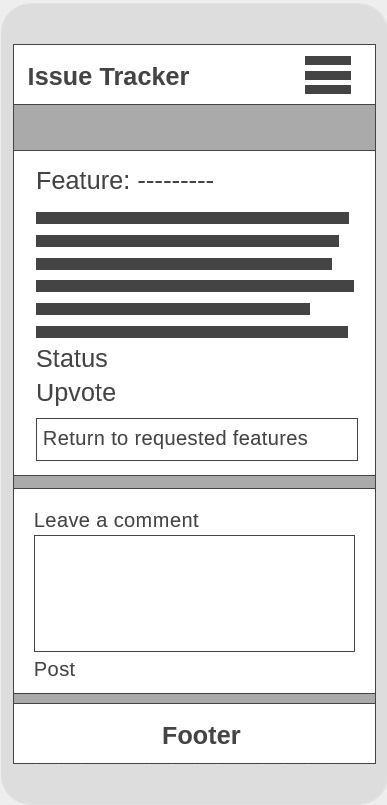 Issue Tracker
Feature: ---------
Status
Upvote
Return to requested features
Leave a comment
Post
Footer